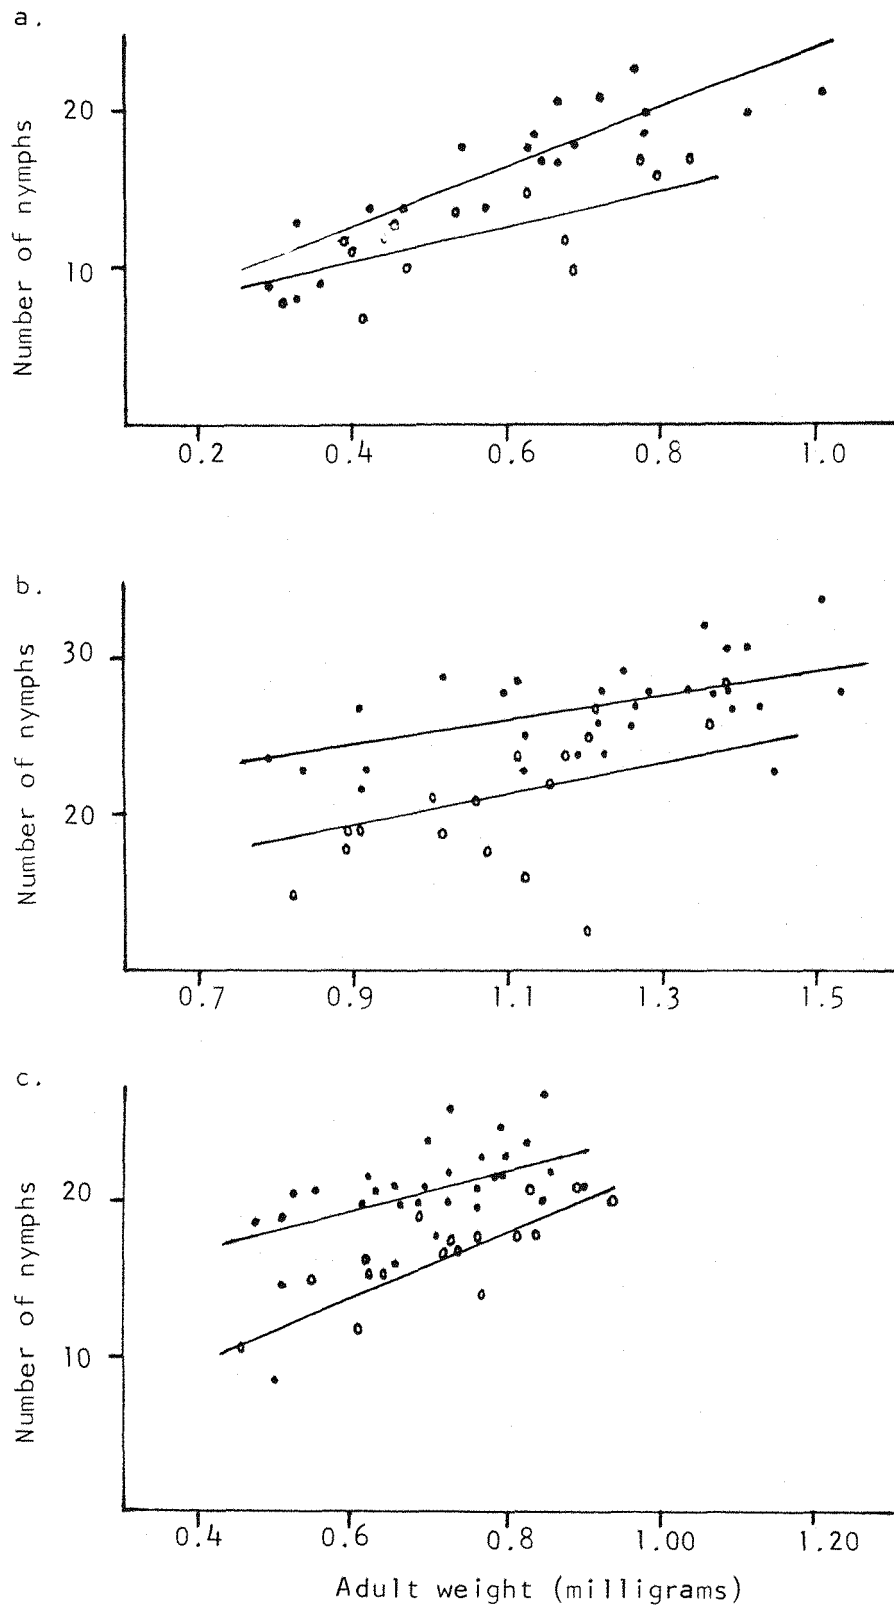 a.
Number of nymphs
20
10
0.2 0.4 0.6 0.8 1.0
b.
Number of nymphs
30
20
0.7 0.9 1.1 1.3 1.5
c.
Number of nymphs
20
10
0.4 0.6 0.8 1.00 1.20
Adult weight (milligrams)